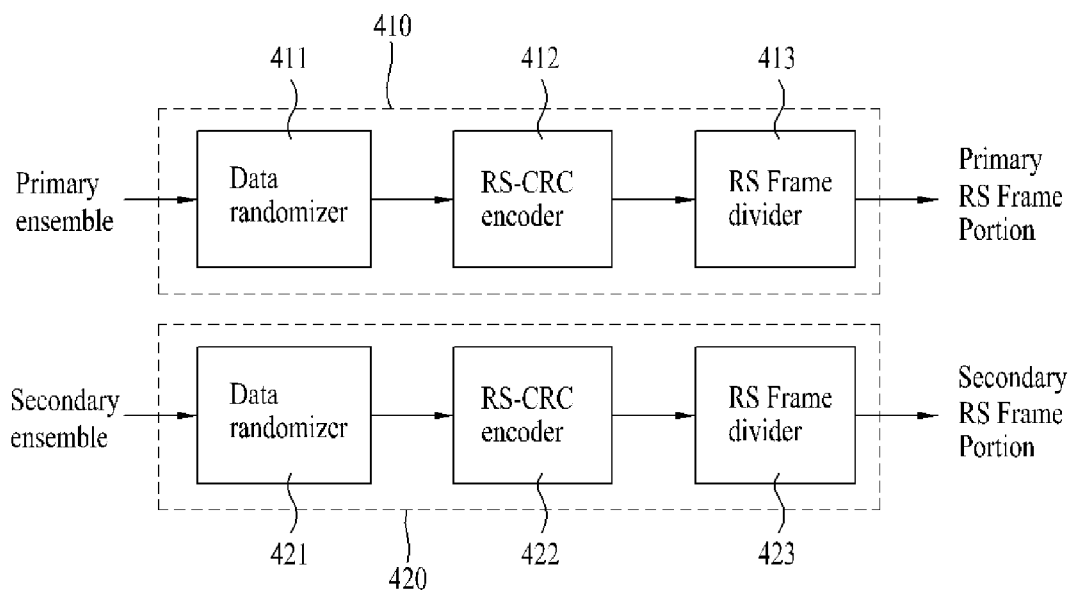 410
411
412
413
Primary
ensemble
Data
randomizer
RS-CRC
encoder
RS Frame
divider
Primary
RS Frame
Portion
Secondary
ensemble
Data
randomizer
RS-CRC
encoder
RS Frame
divider
Secondary
RS Frame
Portion
421
422
423
420